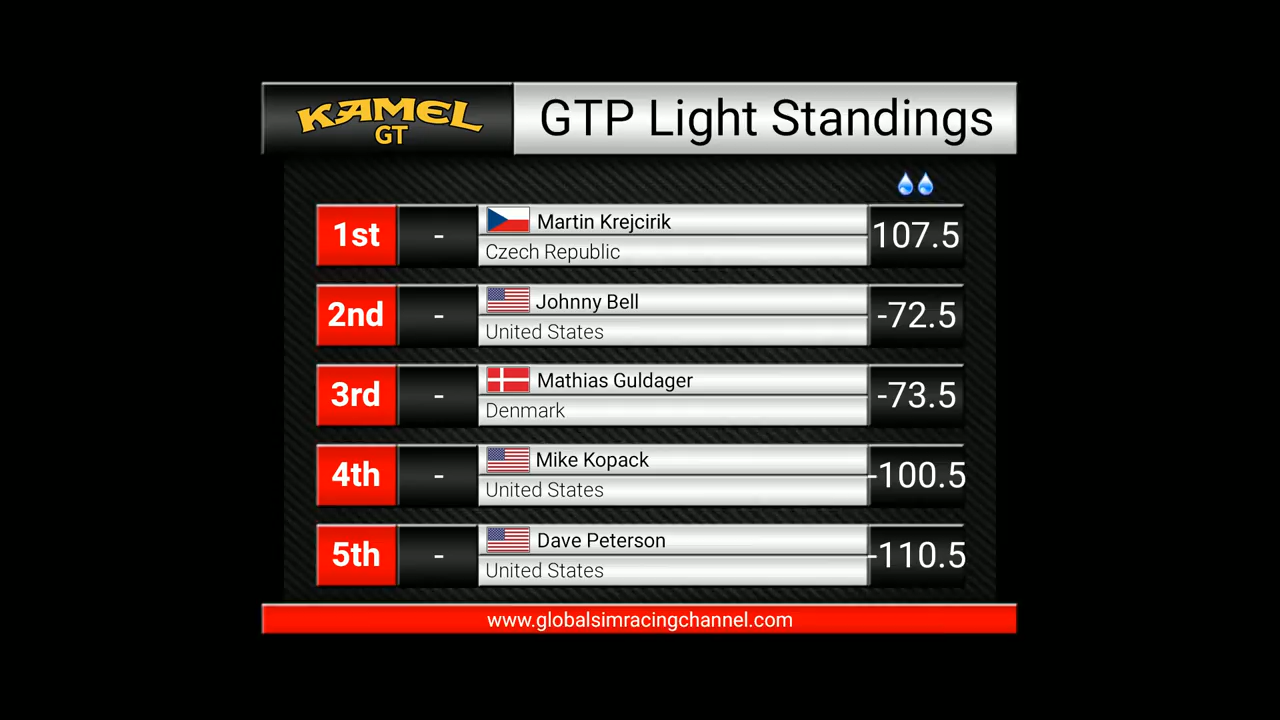 KAMEL
GT
GTP Light Standings
1st - Martin Krejcirik 107.5
Czech Republic
2nd - Johnny Bell -72.5
United States
3rd - Mathias Guldager -73.5
Denmark
4th - Mike Kopack -100.5
United States
5th - Dave Peterson -110.5
United States
www.globalsimracingchannel.com